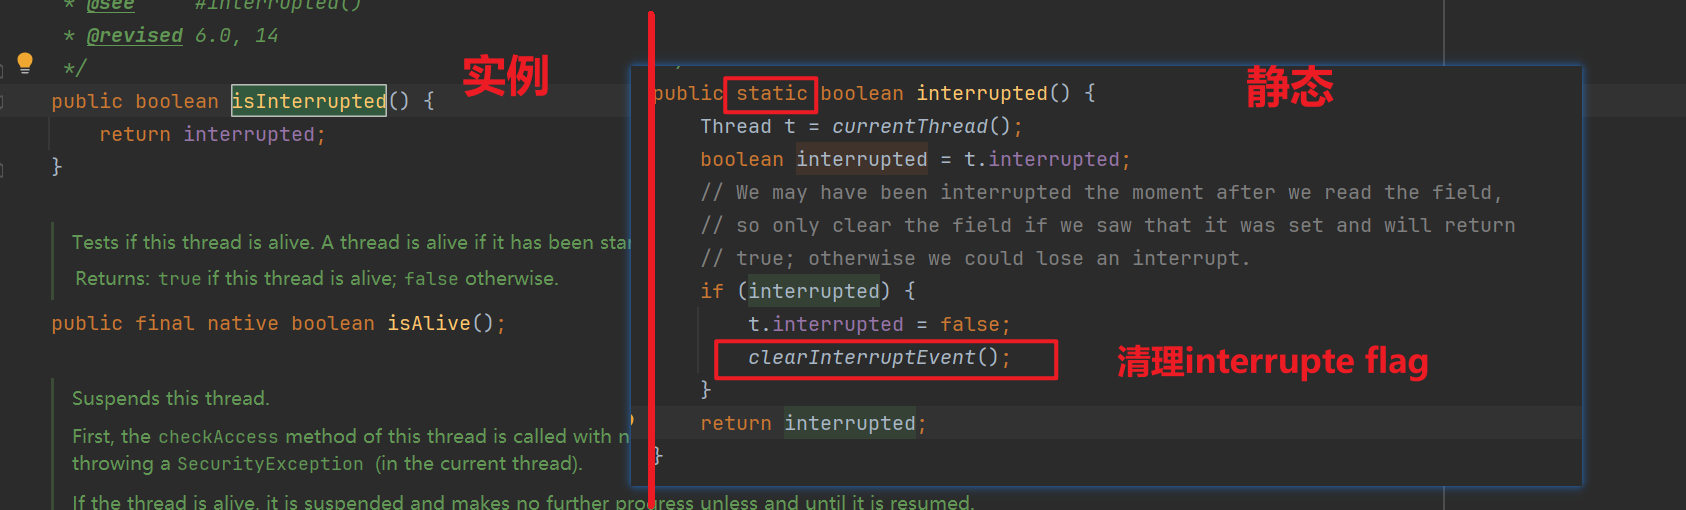 * @see #interrupted()
* @revised 6.0, 14
*/
实例
public boolean isInterrupted() {
return interrupted;
}
Tests if this thread is alive. A thread is alive if it has been star
Returns: true if this thread is alive; false otherwise.
public final native boolean isAlive();
Suspends this thread.
First, the checkAccess method of this thread is called with n
throwing a SecurityException (in the current thread).
If the thread is alive, it is suspended and makes no further progress unless and until it is resumed.
静态
public static boolean interrupted() {
Thread t = currentThread();
boolean interrupted = t.interrupted;
// We may have been interrupted the moment after we read the field,
// so only clear the field if we saw that it was set and will return
// true; otherwise we could lose an interrupt.
if (interrupted) {
t.interrupted = false;
clearInterruptEvent();
清理interrupte flag
}
return interrupted;
}